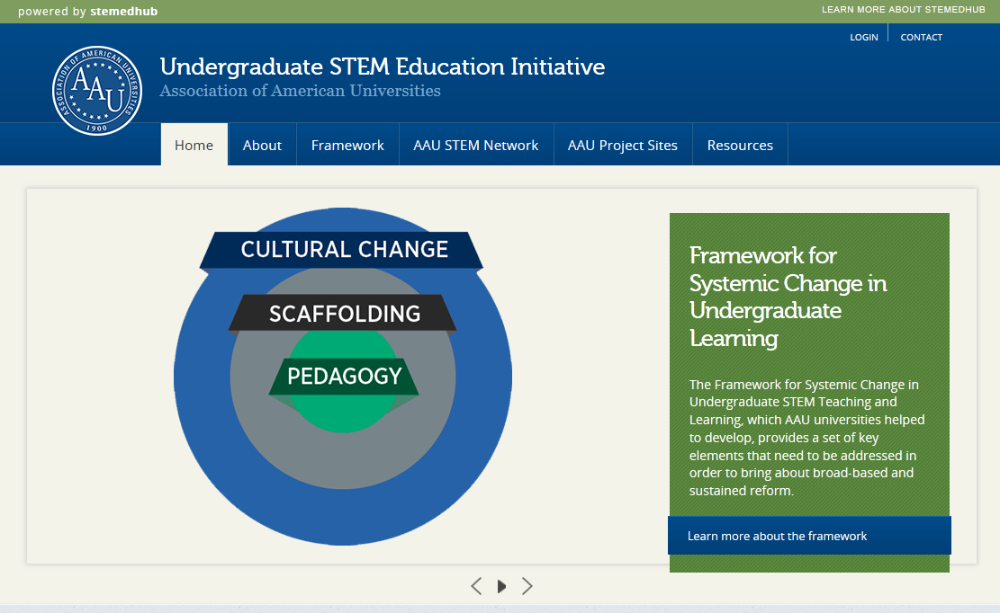 powered by stemedhub
LEARN MORE ABOUT STEMEDHUB
LOGIN
CONTACT
ASSOCIATION OF AMERICAN UNIVERSITIES
AAU
1900
Undergraduate STEM Education Initiative
Association of American Universities
Home
About
Framework
AAU STEM Network
AAU Project Sites
Resources
CULTURAL CHANGE
SCAFFOLDING
PEDAGOGY
Framework for
Systemic Change in
Undergraduate
Learning
The Framework for Systemic Change in
Undergraduate STEM Teaching and
Learning, which AAU universities helped
to develop, provides a set of key
elements that need to be addressed in
order to bring about broad-based and
sustained reform.
Learn more about the framework